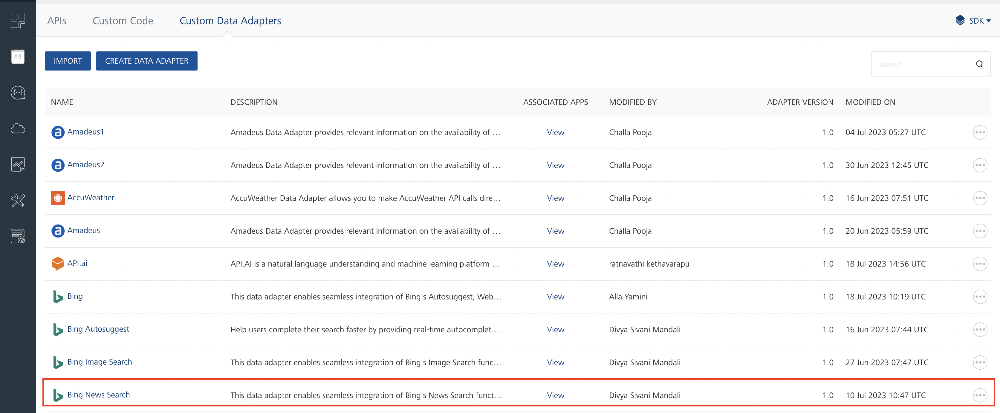 APIs Custom Code Custom Data Adapters SDK
API
IMPORT CREATE DATA ADAPTER search
NAME DESCRIPTION ASSOCIATED APPS MODIFIED BY ADAPTER VERSION MODIFIED ON
a Amadeus1 Amadeus Data Adapter provides relevant information on the availability of ... View Challa Pooja 1.0 04 Jul 2023 05:27 UTC
a Amadeus2 Amadeus Data Adapter provides relevant information on the availability of ... View Challa Pooja 1.0 30 Jun 2023 12:45 UTC
AccuWeather AccuWeather Data Adapter allows you to make AccuWeather API calls dire... View Challa Pooja 1.0 16 Jun 2023 07:51 UTC
a Amadeus Amadeus Data Adapter provides relevant information on the availability of ... View Challa Pooja 1.0 20 Jun 2023 05:59 UTC
API.ai API.AI is a natural language understanding and machine learning platform ... View ratnavathi kethavarapu 1.0 18 Jul 2023 14:56 UTC
Bing This data adapter enables seamless integration of Bing's Autosuggest, Web... View Alla Yamini 1.0 18 Jul 2023 10:19 UTC
Bing Autosuggest Help users complete their search faster by providing real-time autocomplet... View Divya Sivani Mandali 1.0 16 Jun 2023 07:44 UTC
Bing Image Search This data adapter enables seamless integration of Bing's Image Search func... View Divya Sivani Mandali 1.0 27 Jun 2023 07:47 UTC
Bing News Search This data adapter enables seamless integration of Bing's News Search funct... View Divya Sivani Mandali 1.0 10 Jul 2023 10:47 UTC